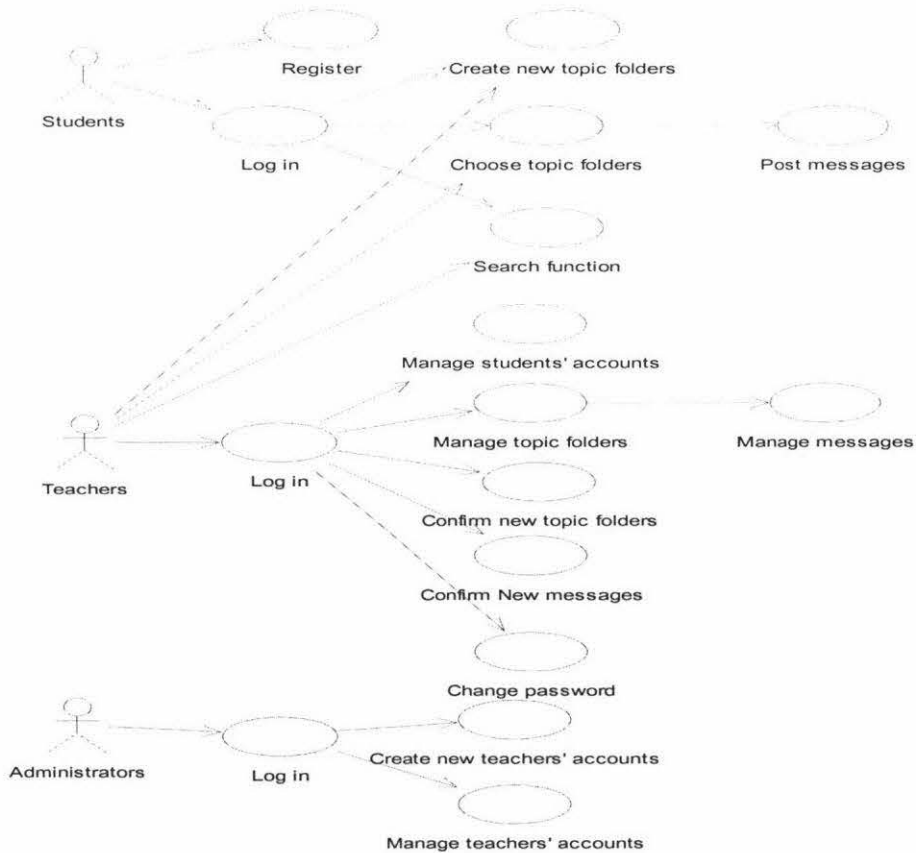 Register
Create new topic folders
Students
Log in
Choose topic folders
Post messages
Search function
Manage students' accounts
Manage topic folders
Manage messages
Teachers
Log in
Confirm new topic folders
Confirm New messages
Change password
Administrators
Log in
Create new teachers' accounts
Manage teachers' accounts